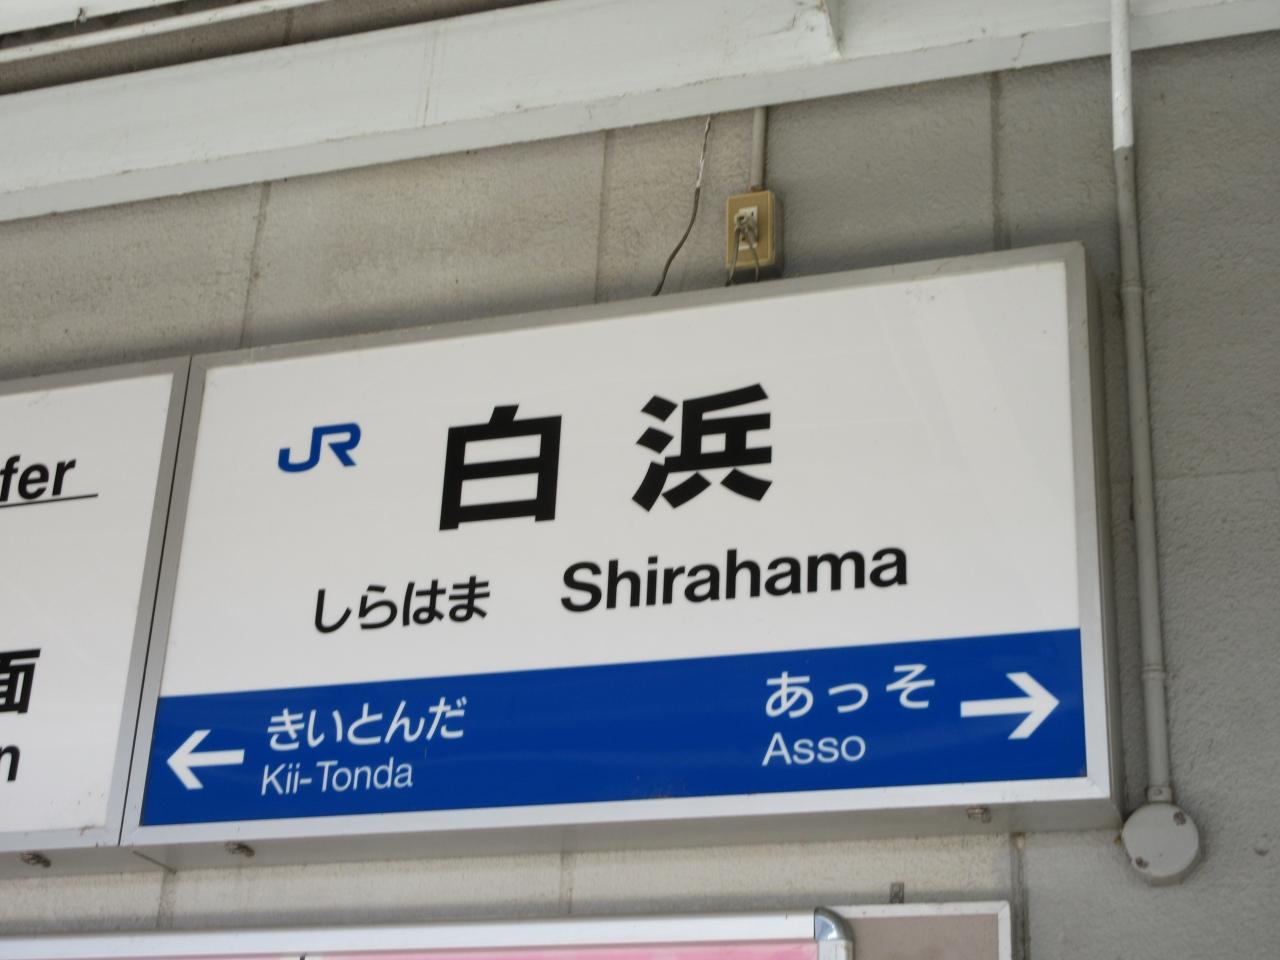 JR 白浜
しらはま Shirahama
← きいとんだ
Kii-Tonda
あっそ →
Asso
fer
面
n